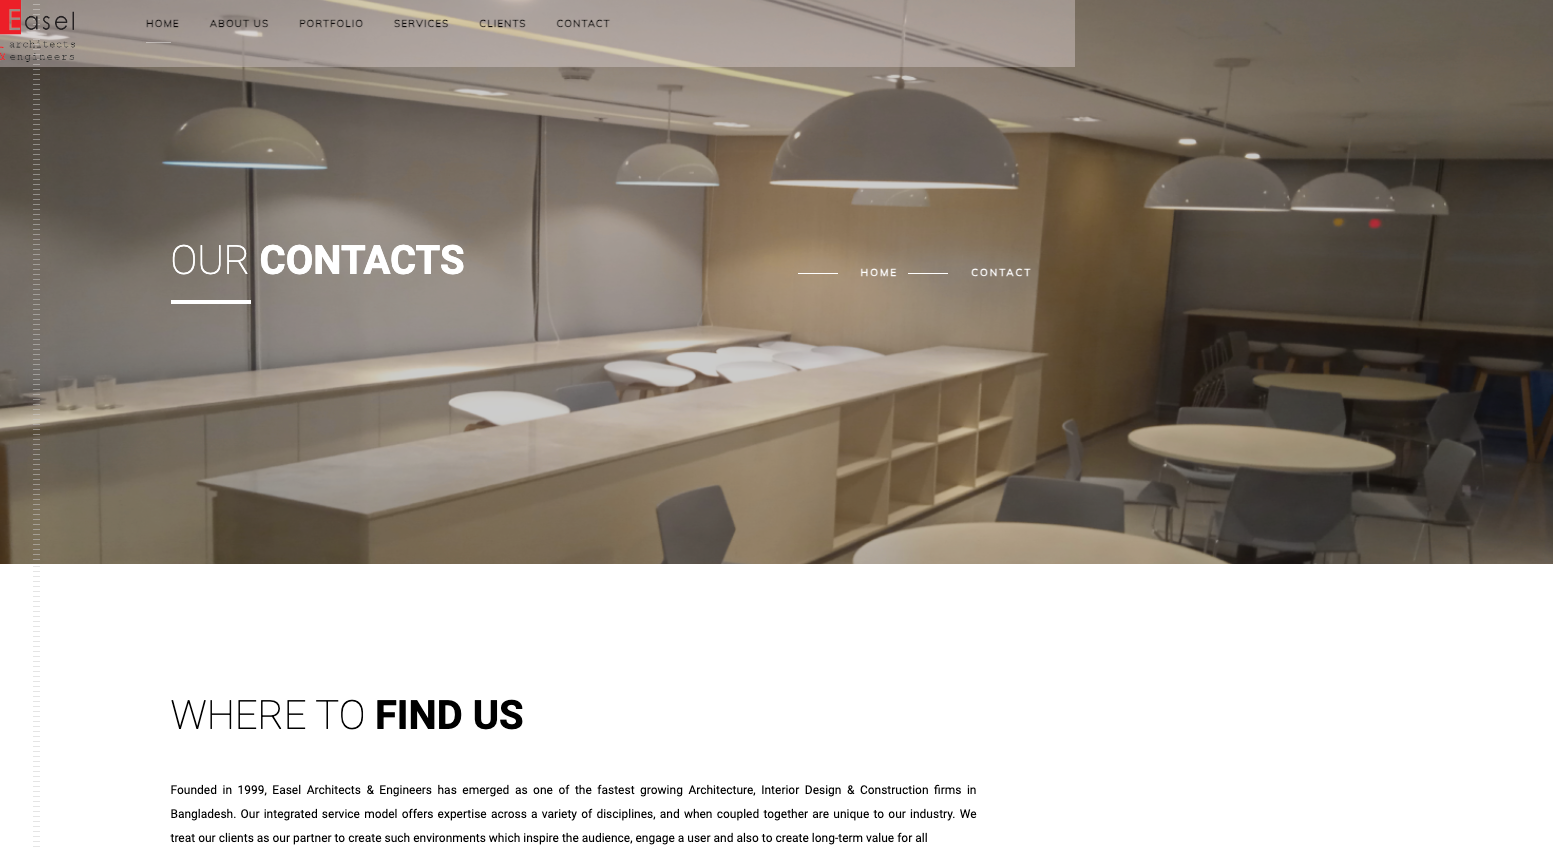 Easel
architects
engineers
HOME ABOUT US PORTFOLIO SERVICES CLIENTS CONTACT
OUR CONTACTS
HOME CONTACT
WHERE TO FIND US
Founded in 1999, Easel Architects & Engineers has emerged as one of the fastest growing Architecture, Interior Design & Construction firms in
Bangladesh. Our integrated service model offers expertise across a variety of disciplines, and when coupled together are unique to our industry. We
treat our clients as our partner to create such environments which inspire the audience, engage a user and also to create long-term value for all